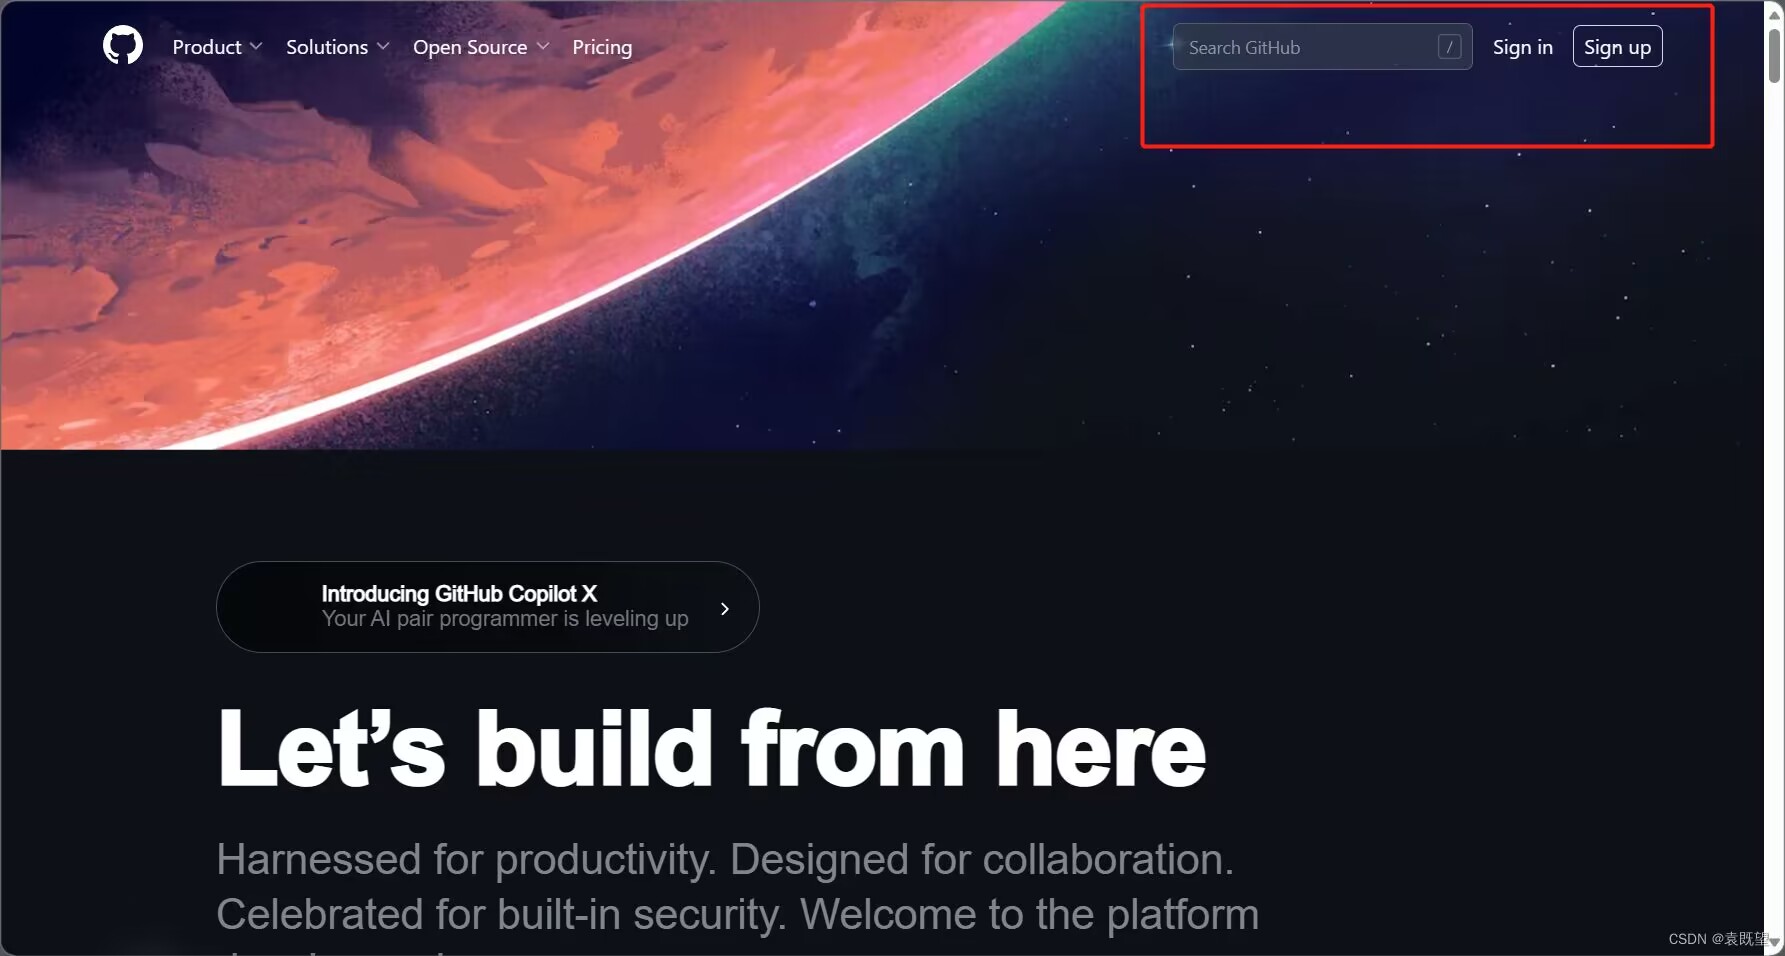 Product Solutions Open Source Pricing Search GitHub / Sign in Sign up
Introducing GitHub Copilot X
Your AI pair programmer is leveling up
Let’s build from here
Harnessed for productivity. Designed for collaboration.
Celebrated for built-in security. Welcome to the platform
CSDN @袁既望